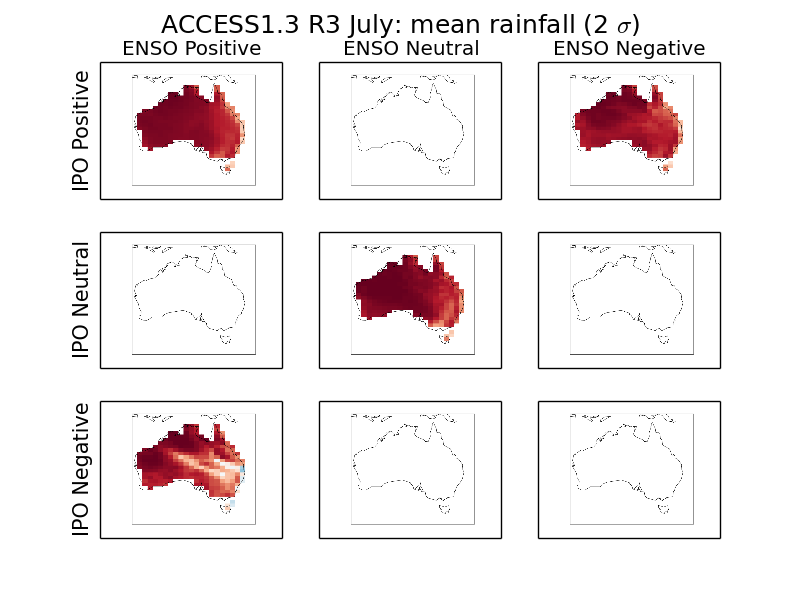 ACCESS1.3 R3 July: mean rainfall (2 σ)
ENSO Positive
ENSO Neutral
ENSO Negative
IPO Positive
IPO Neutral
IPO Negative